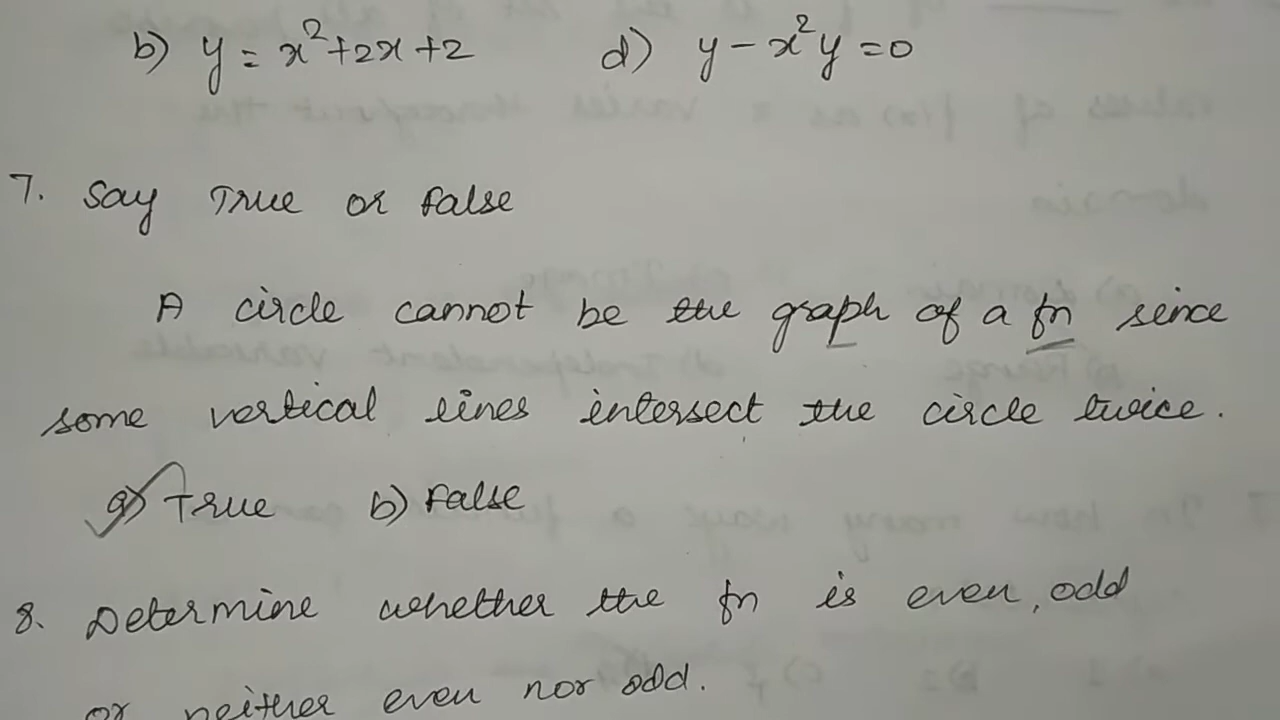 b) y = x²+2x+2 d) y - x²y = 0
7. Say True or False
A circle cannot be the graph of a fn since
some vertical lines intersect the circle twice.
a) True b) False
8. Determine whether the fn is even, odd
or neither even nor odd.